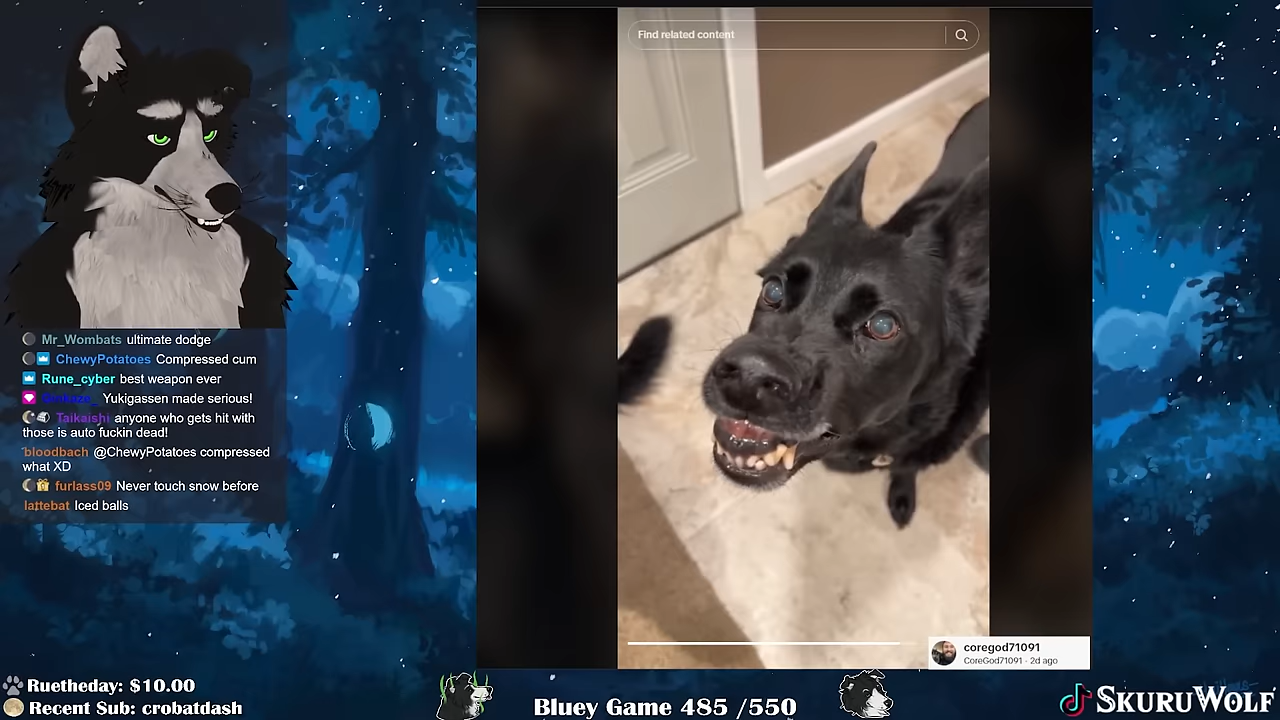 Find related content
Mr_Wombats ultimate dodge
ChewyPotatoes Compressed cum
Rune_cyber best weapon ever
Yukigassen made serious!
Taikaishi anyone who gets hit with
those is auto fuckin dead!
bloodbach @ChewyPotatoes compressed
what XD
furlass09 Never touch snow before
lattebat Iced balls
coregod71091
CoreGod71091 · 2d ago
Ruetheday: $10.00
Recent Sub: crobatdash
Bluey Game 485 /550
SkuruWolf